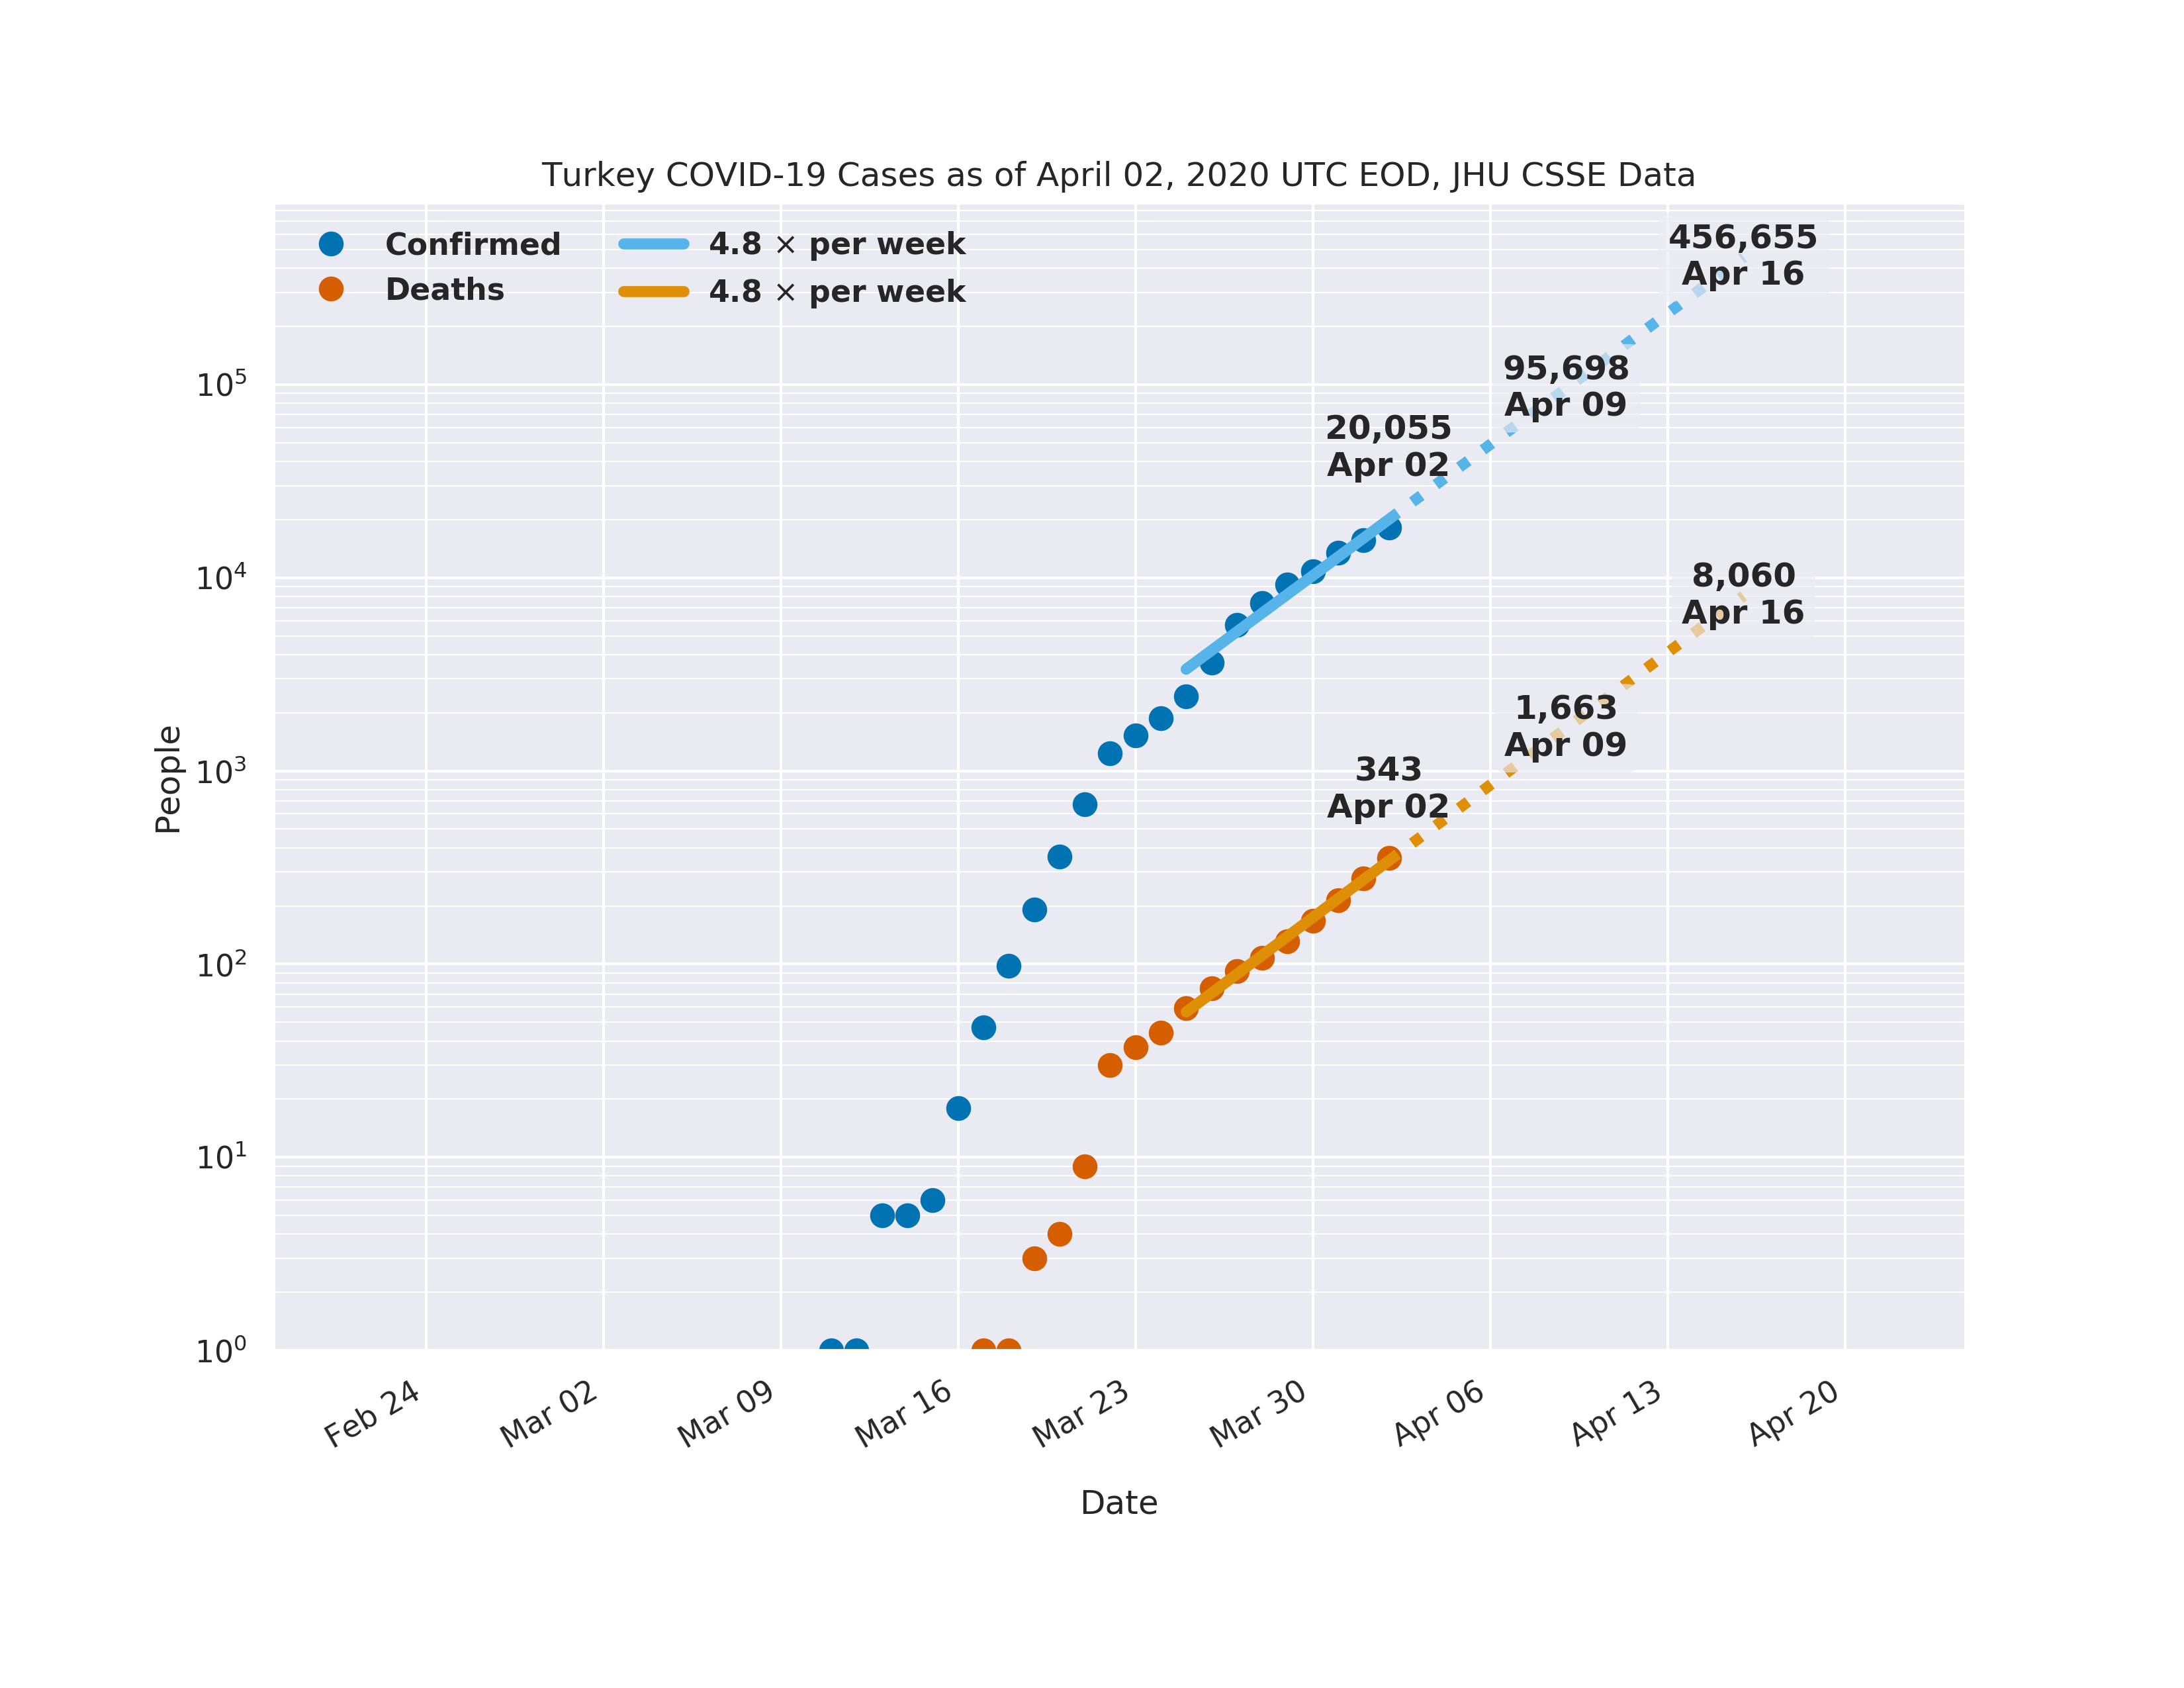 Turkey COVID-19 Cases as of April 02, 2020 UTC EOD, JHU CSSE Data
Confirmed
Deaths
4.8 × per week
4.8 × per week
456,655
Apr 16
95,698
Apr 09
20,055
Apr 02
8,060
Apr 16
1,663
Apr 09
343
Apr 02
People
10⁵
10⁴
10³
10²
10¹
10⁰
Feb 24
Mar 02
Mar 09
Mar 16
Mar 23
Mar 30
Apr 06
Apr 13
Apr 20
Date